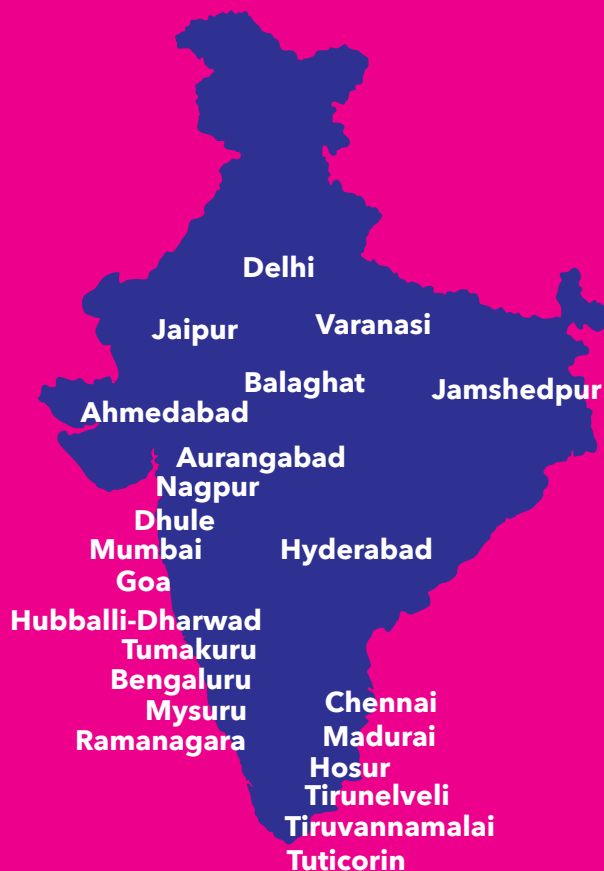 Delhi
Jaipur
Varanasi
Balaghat
Jamshedpur
Ahmedabad
Aurangabad
Nagpur
Dhule
Mumbai
Hyderabad
Goa
Hubballi-Dharwad
Tumakuru
Bengaluru
Mysuru
Ramanagara
Chennai
Madurai
Hosur
Tirunelveli
Tiruvannamalai
Tuticorin